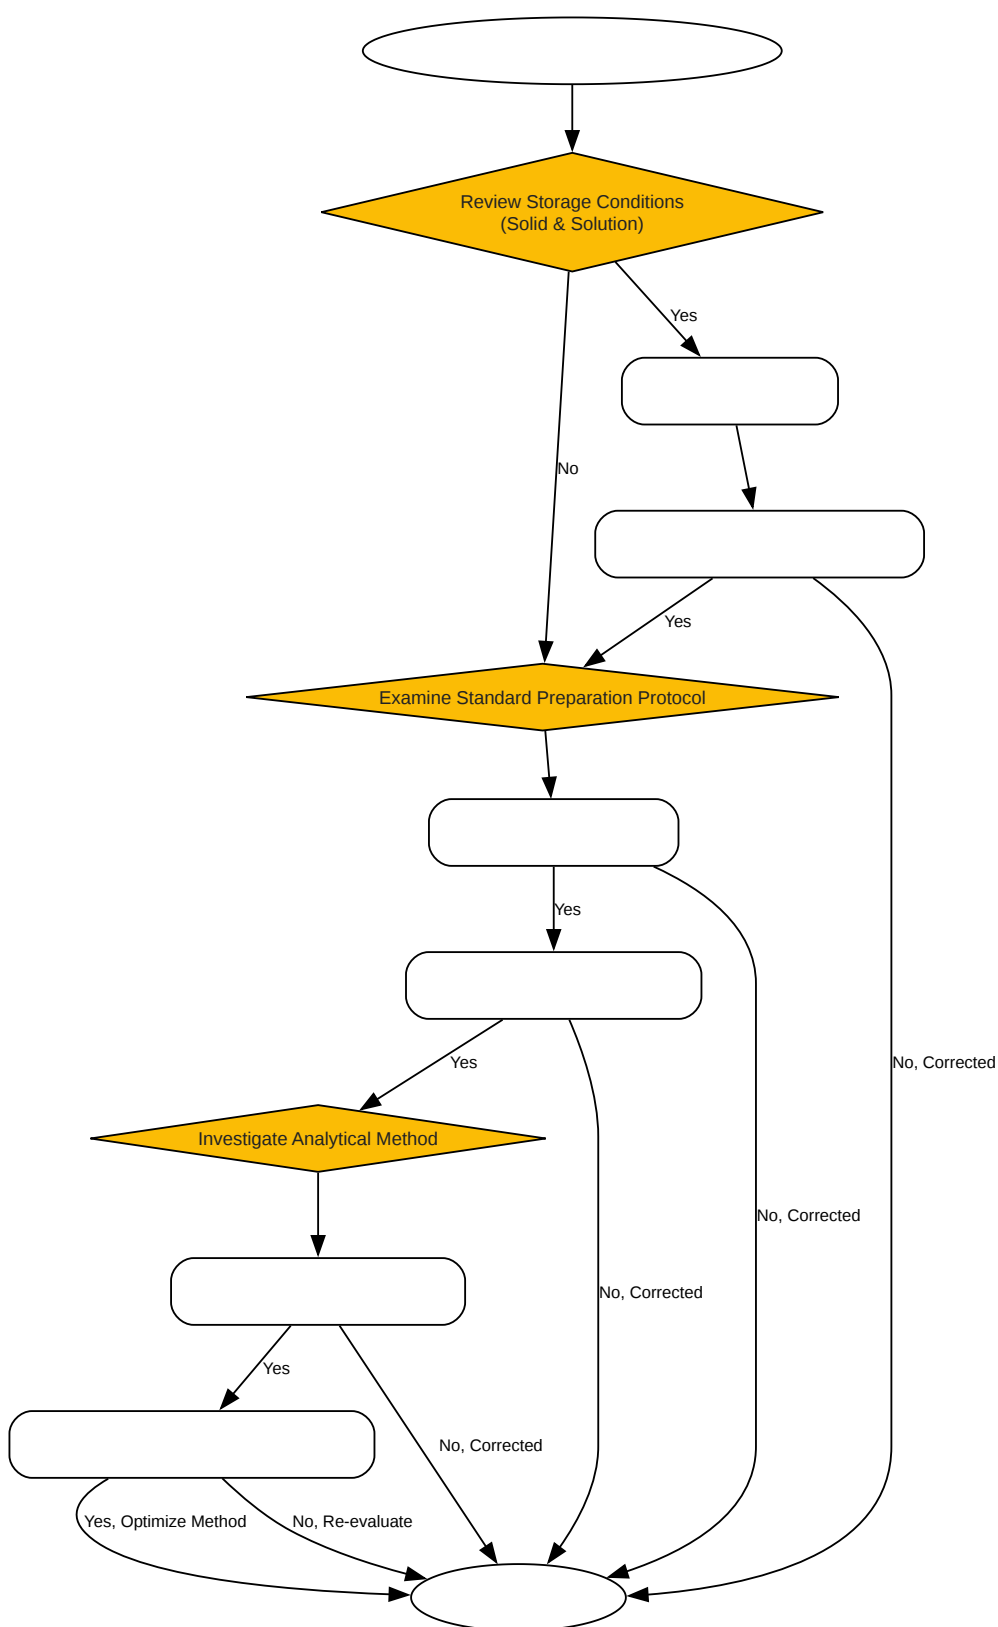 Review Storage Conditions
(Solid & Solution)
Yes
No
Yes
Examine Standard Preparation Protocol
Yes
Yes
No, Corrected
Investigate Analytical Method
No, Corrected
No, Corrected
Yes
No, Corrected
Yes, Optimize Method
No, Re-evaluate